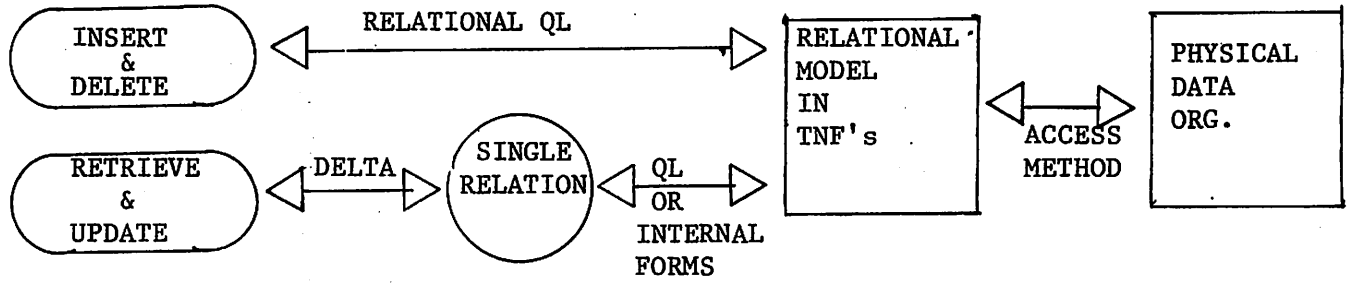 INSERT
&
DELETE
RELATIONAL QL
RELATIONAL
MODEL
IN
TNF's
PHYSICAL
DATA
ORG.
ACCESS
METHOD
RETRIEVE
&
UPDATE
DELTA
SINGLE
RELATION
QL
OR
INTERNAL
FORMS